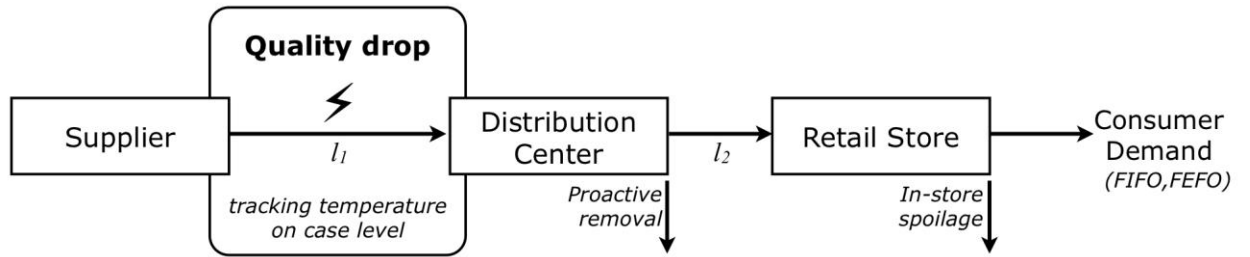 Quality drop
Supplier
l1
tracking temperature
on case level
Distribution
Center
Proactive
removal
l2
Retail Store
In-store
spoilage
Consumer
Demand
(FIFO,FEFO)